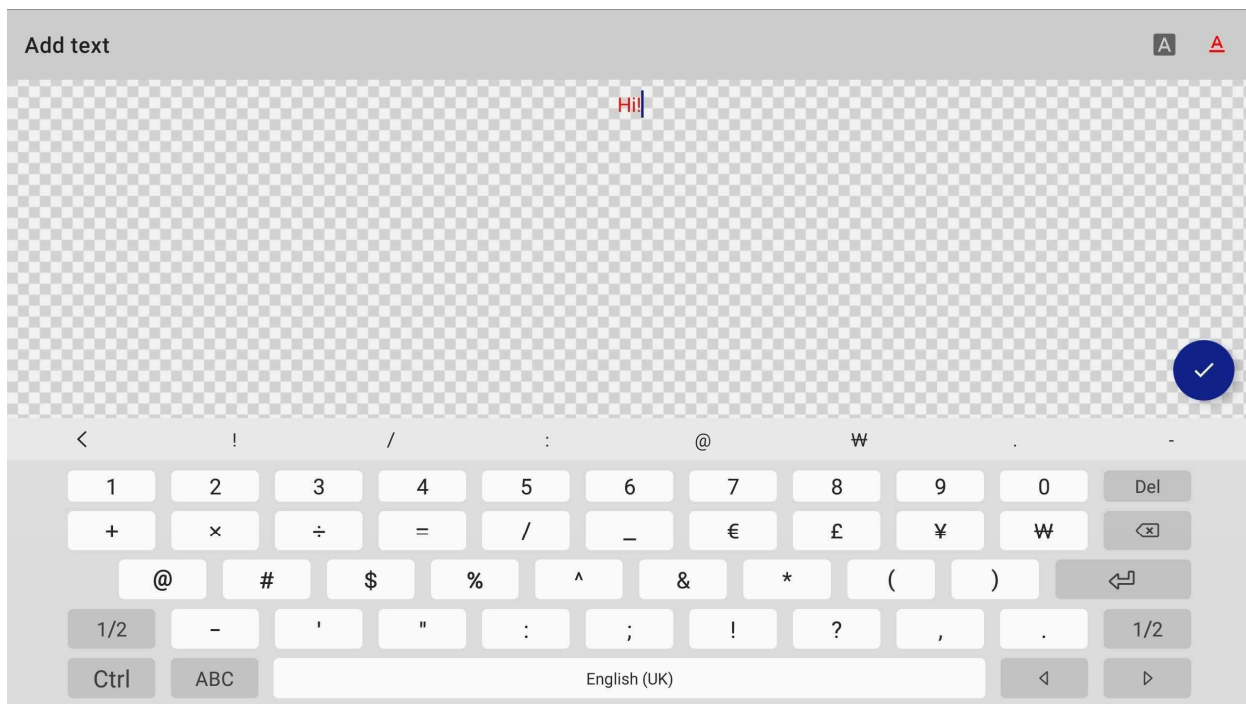 Add text A A
Hi!
< ! / : @ ₩ . -
1 2 3 4 5 6 7 8 9 0 Del
+ × ÷ = / _ € £ ¥ ₩
@ # $ % ^ & * ( )
1/2 - ' " : ; ! ? , . 1/2
Ctrl ABC English (UK)